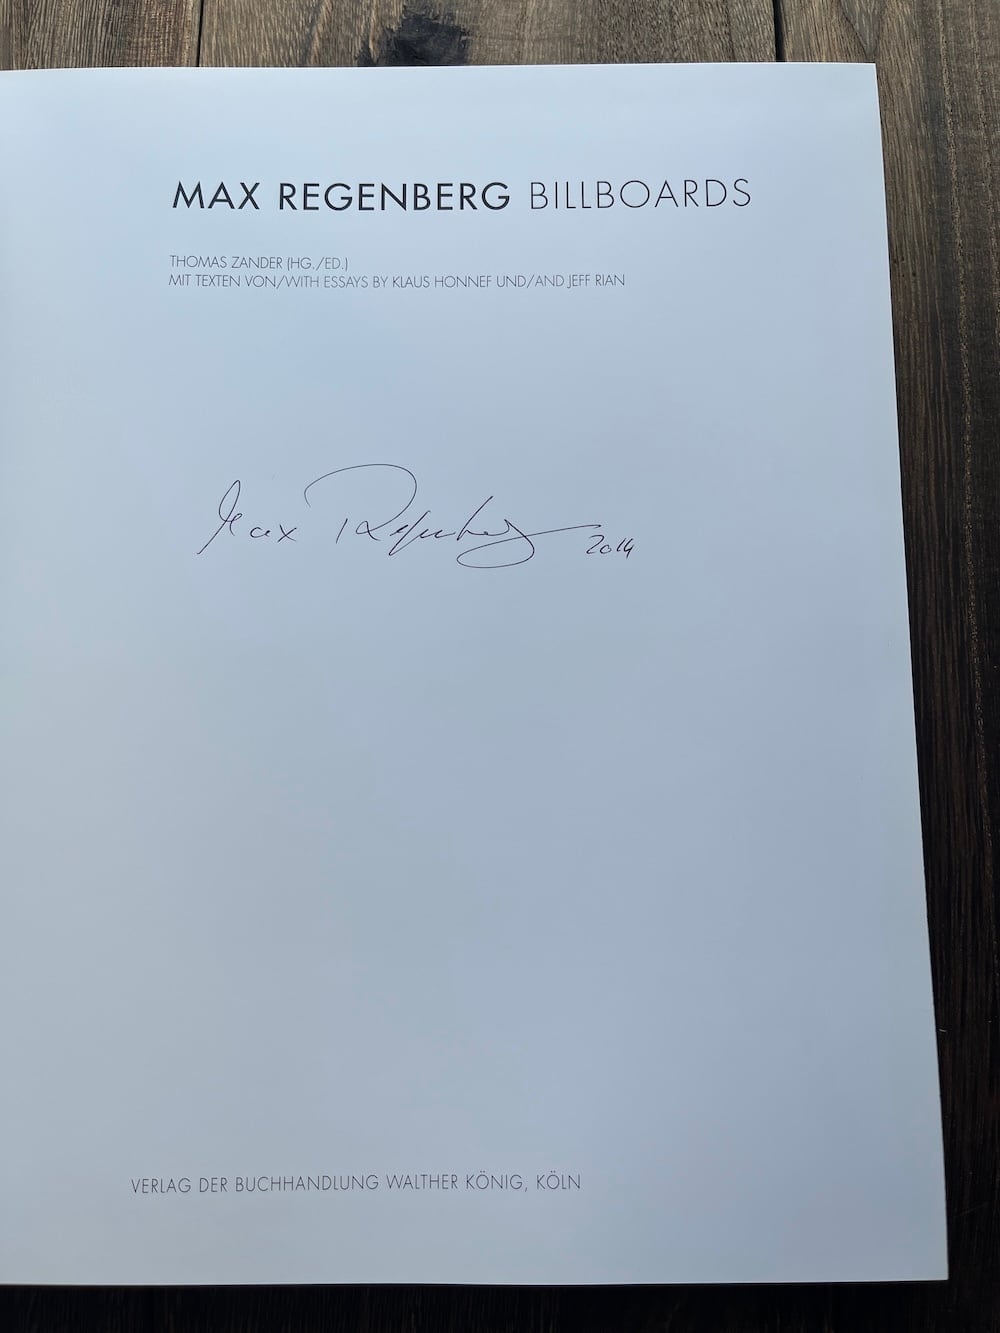 MAX REGENBERG BILLBOARDS
THOMAS ZANDER (HG./ED.)
MIT TEXTEN VON/WITH ESSAYS BY KLAUS HONNEF UND/AND JEFF RIAN
Max Regenberg 2014
VERLAG DER BUCHHANDLUNG WALTHER KÖNIG, KÖLN